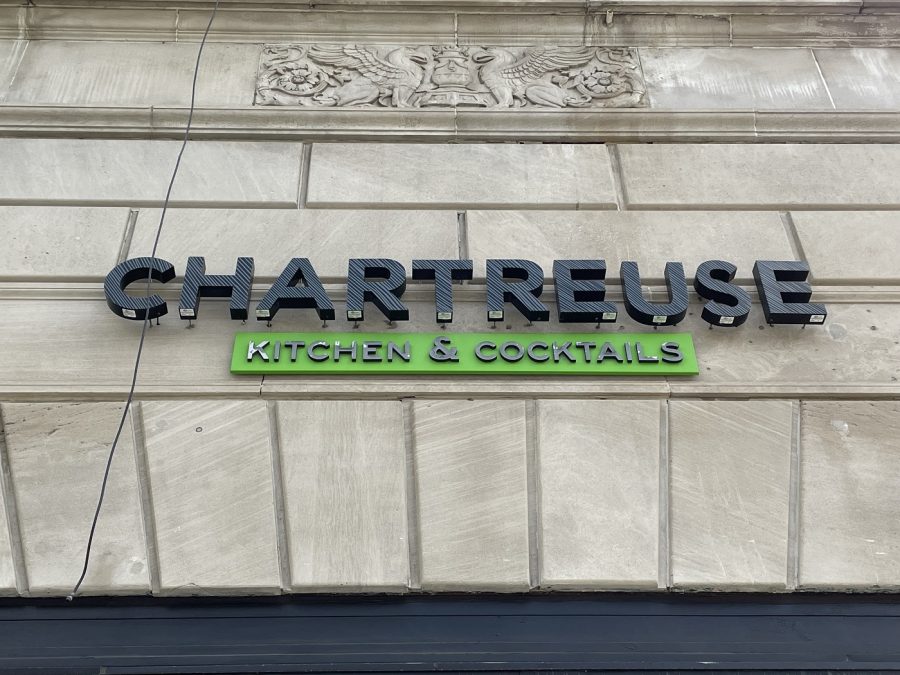 CHARTREUSE
KITCHEN & COCKTAILS